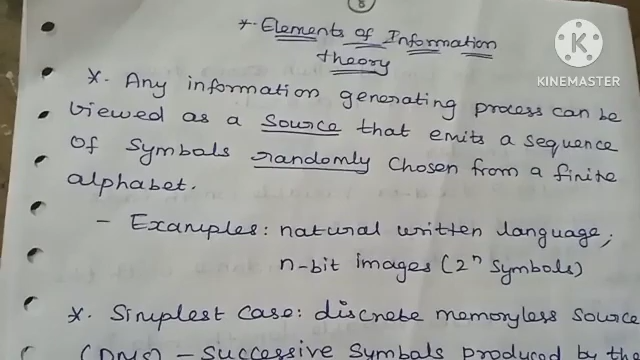 8
* Elements of Information
theory
KINEMASTER
* Any information generating process can be
viewed as a source that emits a sequence
of symbols randomly chosen from a finite
alphabet.
- Examples: natural written language;
n-bit images (2ⁿ symbols)
* Simplest case: discrete memoryless source
(DMS) - successive symbols produced by the